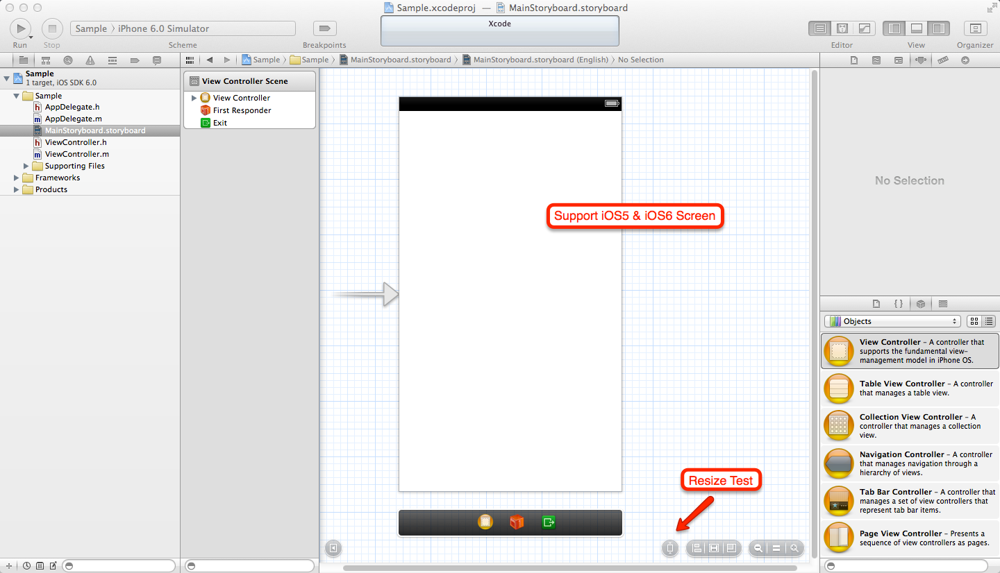 Sample.xcodeproj — MainStoryboard.storyboard
Sample 〉 iPhone 6.0 Simulator
Xcode
Run
Stop
Scheme
Breakpoints
Editor
View
Organizer
Sample 〉 Sample 〉 MainStoryboard.storyboard 〉 MainStoryboard.storyboard (English) 〉 No Selection
Sample
1 target, iOS SDK 6.0
Sample
AppDelegate.h
AppDelegate.m
MainStoryboard.storyboard
ViewController.h
ViewController.m
Supporting Files
Frameworks
Products
View Controller Scene
View Controller
First Responder
Exit
Support iOS5 & iOS6 Screen
Resize Test
No Selection
{ }
Objects
View Controller – A controller that
supports the fundamental view-
management model in iPhone OS.
Table View Controller – A controller
that manages a table view.
Collection View Controller – A
controller that manages a collection
view.
Navigation Controller – A controller
that manages navigation through a
hierarchy of views.
Tab Bar Controller – A controller that
manages a set of view controllers that
represent tab bar items.
Page View Controller – Presents a
sequence of view controllers as pages.